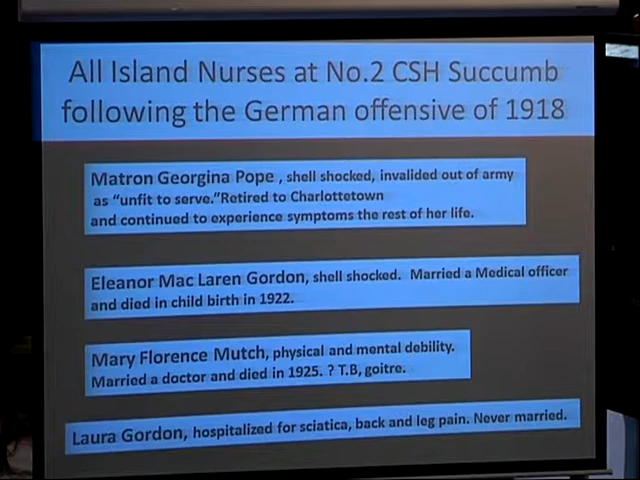 All Island Nurses at No.2 CSH Succumb
following the German offensive of 1918
Matron Georgina Pope , shell shocked, invalided out of army
as “unfit to serve.”Retired to Charlottetown
and continued to experience symptoms the rest of her life.
Eleanor Mac Laren Gordon, shell shocked. Married a Medical officer
and died in child birth in 1922.
Mary Florence Mutch, physical and mental debility.
Married a doctor and died in 1925. ? T.B, goitre.
Laura Gordon, hospitalized for sciatica, back and leg pain. Never married.